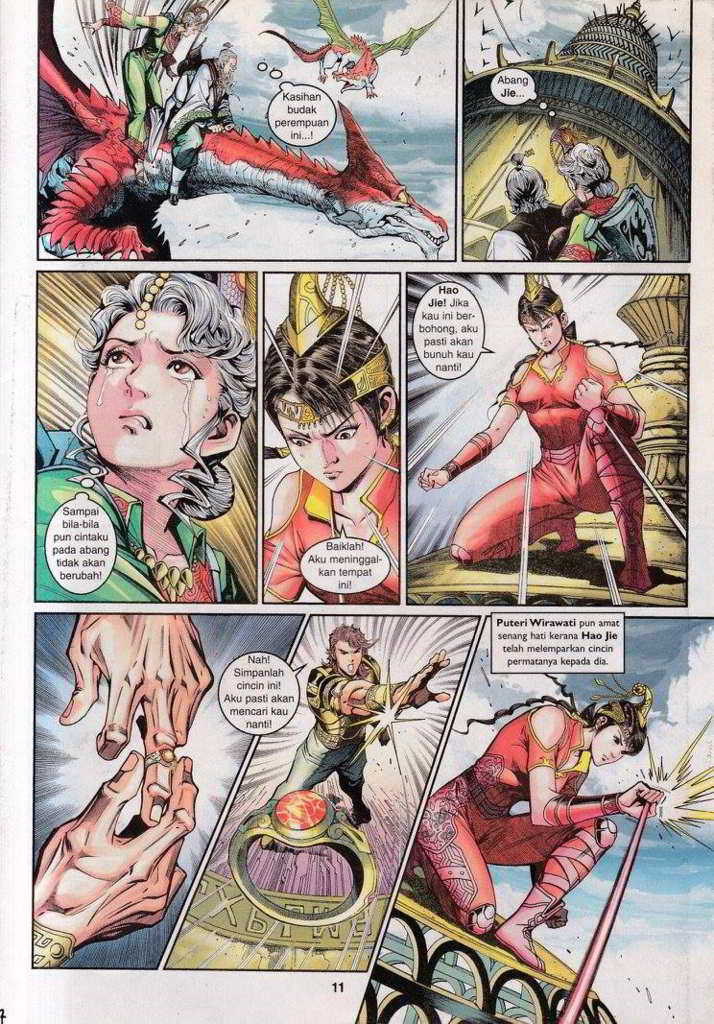 Kasihan
budak
perempuan
ini...!
Abang
Jie...
Sampai
bila-bila
pun cintaku
pada abang
tidak akan
berubah!
Baiklah!
Aku meninggal-
kan tempat
ini!
Hao
Jie! Jika
kau ini ber-
bohong, aku
pasti akan
bunuh kau
nanti!
Nah!
Simpanlah
cincin ini!
Aku pasti akan
mencari kau
nanti!
Puteri Wirawati pun amat
senang hati kerana Hao Jie
telah melemparkan cincin
permatanya kepada dia.
11